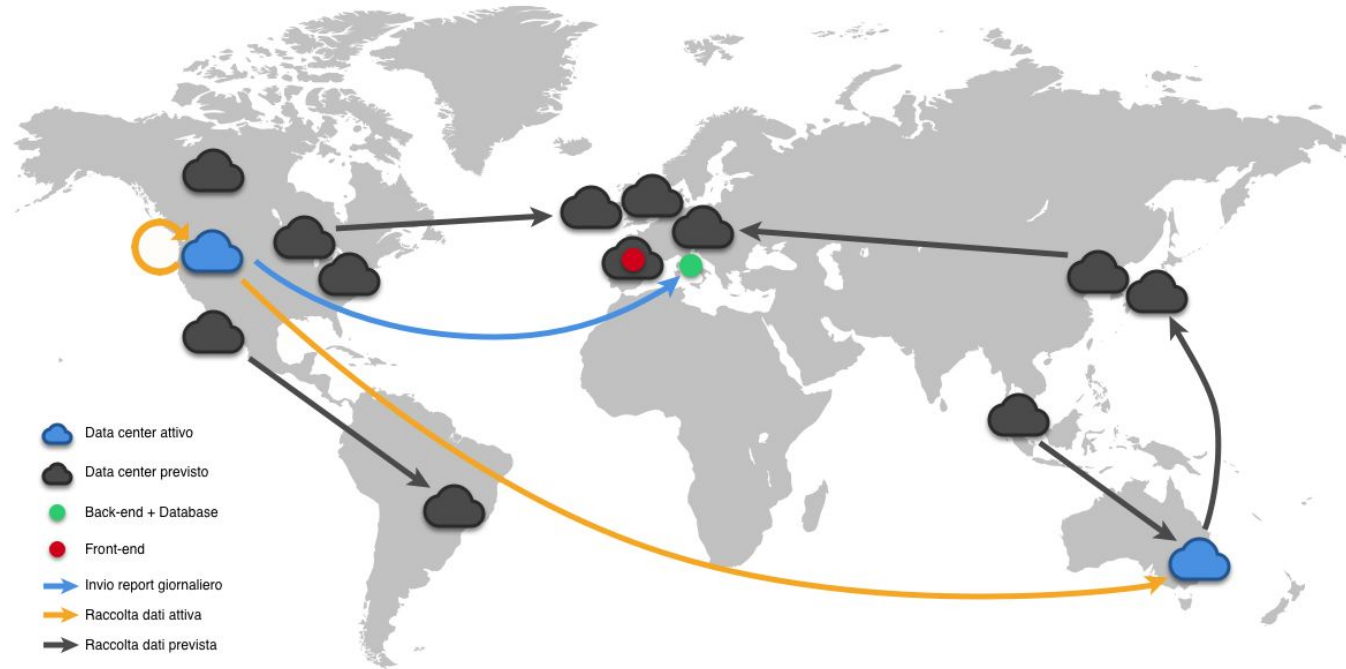 Data center attivo
Data center previsto
Back-end + Database
Front-end
Invio report giornaliero
Raccolta dati attiva
Raccolta dati prevista